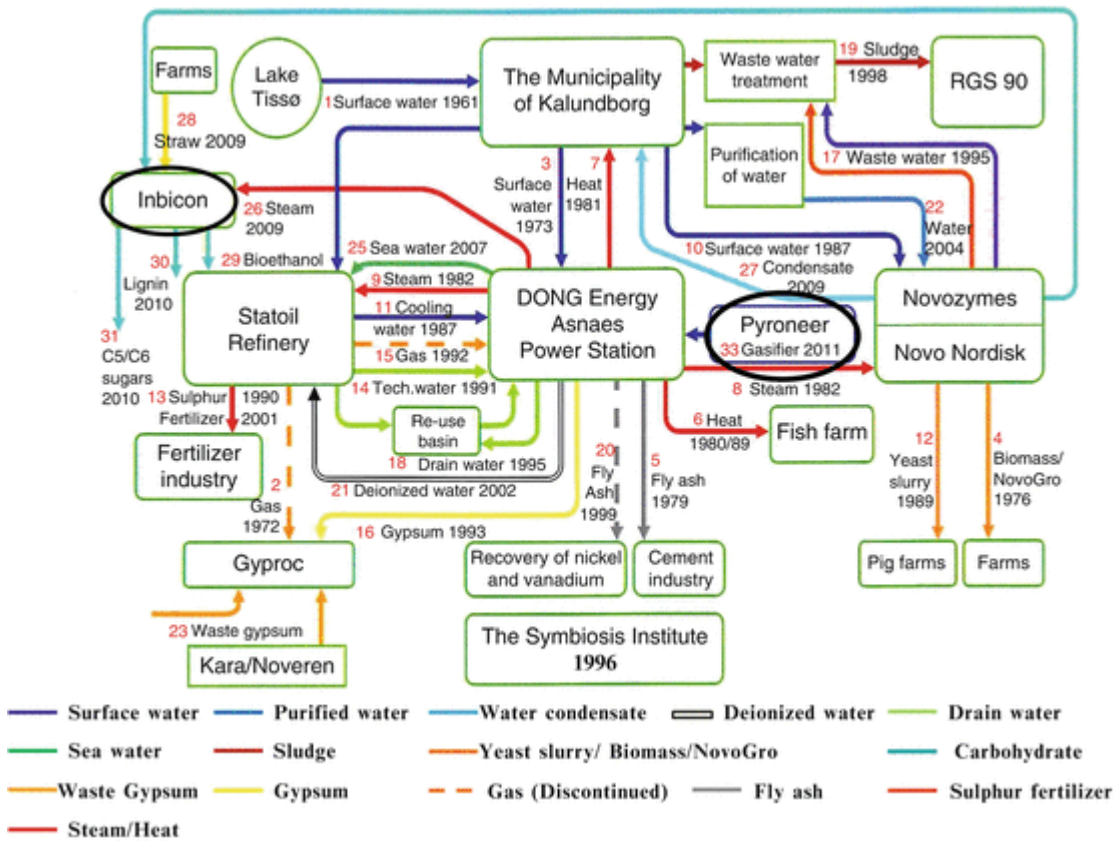 Farms
Lake
Tissø
The Municipality
of Kalundborg
Waste water
treatment
19 Sludge
1998
RGS 90
1 Surface water 1961
28
Straw 2009
3
Surface
water
1973
7
Heat
1981
Purification
of water
17 Waste water 1995
Inbicon
26 Steam
2009
22
Water
2004
25 Sea water 2007
10 Surface water 1987
27 Condensate
2009
30
Lignin
2010
29 Bioethanol
9 Steam 1982
11 Cooling
water 1987
15 Gas 1992
14 Tech.water 1991
Statoil
Refinery
DONG Energy
Asnaes
Power Station
Pyroneer
33 Gasifier 2011
Novozymes
Novo Nordisk
8 Steam 1982
31
C5/C6
sugars
2010
13 Sulphur 1990
Fertilizer 2001
Re-use
basin
18 Drain water 1995
21 Deionized water 2002
6 Heat
1980/89
Fish farm
Fertilizer
industry
2
Gas
1972
20
Fly
Ash
1999
5
Fly ash
1979
12
Yeast
slurry
1989
4
Biomass/
NovoGro
1976
16 Gypsum 1993
Gyproc
Recovery of nickel
and vanadium
Cement
industry
Pig farms
Farms
23 Waste gypsum
Kara/Noveren
The Symbiosis Institute
1996
Surface water
Purified water
Water condensate
Deionized water
Drain water
Sea water
Sludge
Yeast slurry/ Biomass/NovoGro
Carbohydrate
Waste Gypsum
Gypsum
Gas (Discontinued)
Fly ash
Sulphur fertilizer
Steam/Heat